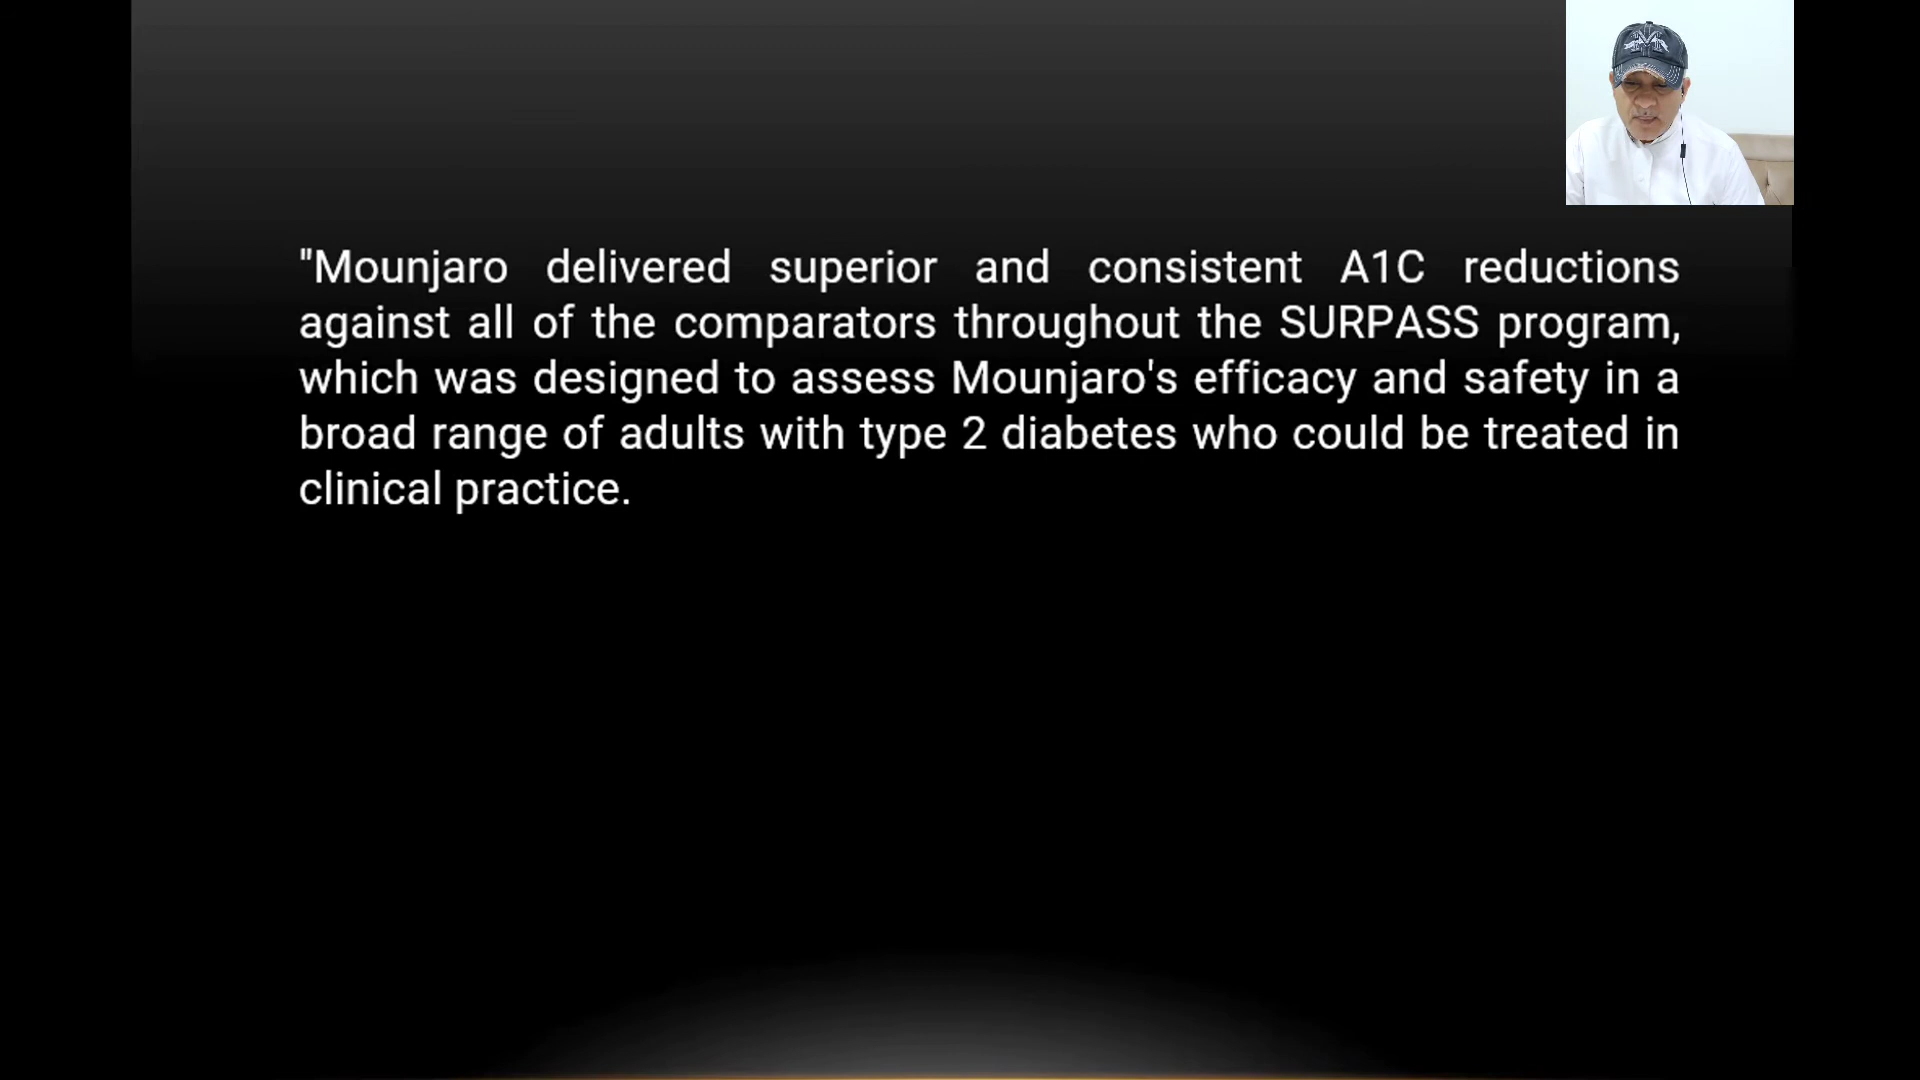 "Mounjaro delivered superior and consistent A1C reductions
against all of the comparators throughout the SURPASS program,
which was designed to assess Mounjaro's efficacy and safety in a
broad range of adults with type 2 diabetes who could be treated in
clinical practice.